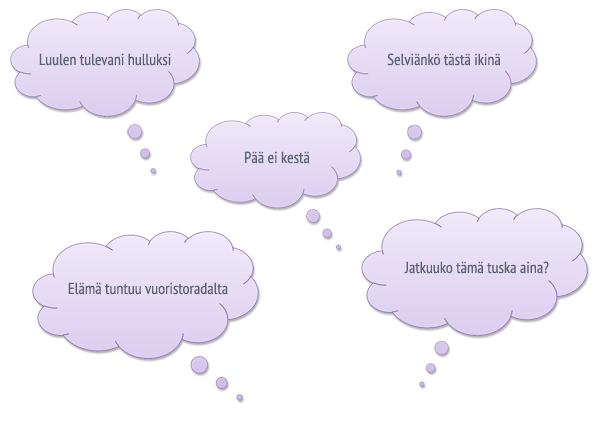 Luulen tulevani hulluksi
Selviänkö tästä ikinä
Pää ei kestä
Elämä tuntuu vuoristoradalta
Jatkuuko tämä tuska aina?